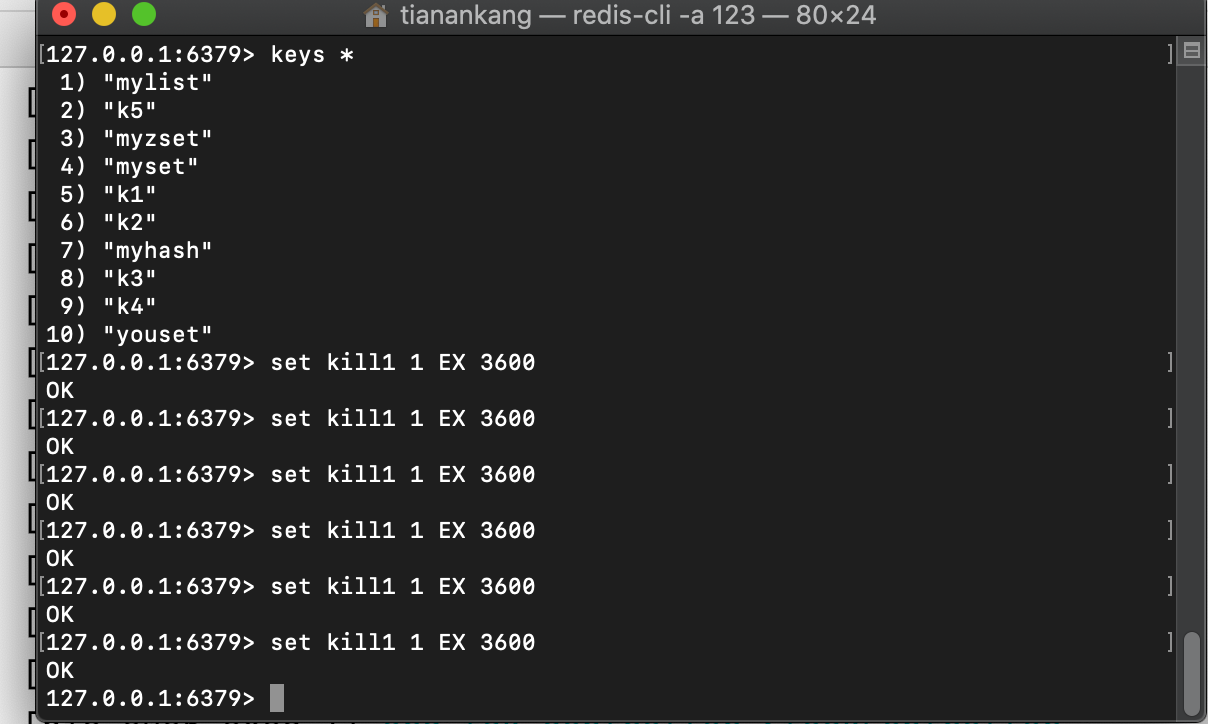 tianankang — redis-cli -a 123 — 80×24
[127.0.0.1:6379> keys * ]
 1) "mylist"
 2) "k5"
 3) "myzset"
 4) "myset"
 5) "k1"
 6) "k2"
 7) "myhash"
 8) "k3"
 9) "k4"
10) "youset"
[127.0.0.1:6379> set kill1 1 EX 3600 ]
OK
[127.0.0.1:6379> set kill1 1 EX 3600 ]
OK
[127.0.0.1:6379> set kill1 1 EX 3600 ]
OK
[127.0.0.1:6379> set kill1 1 EX 3600 ]
OK
[127.0.0.1:6379> set kill1 1 EX 3600 ]
OK
[127.0.0.1:6379> set kill1 1 EX 3600 ]
OK
127.0.0.1:6379>